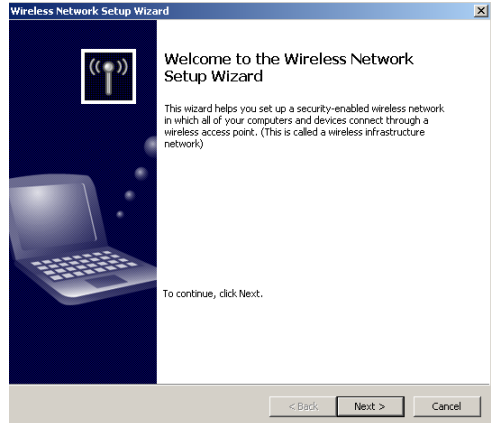 Wireless Network Setup Wizard
Welcome to the Wireless Network
Setup Wizard
This wizard helps you set up a security-enabled wireless network
in which all of your computers and devices connect through a
wireless access point. (This is called a wireless infrastructure
network)
To continue, click Next.
< Back
Next >
Cancel